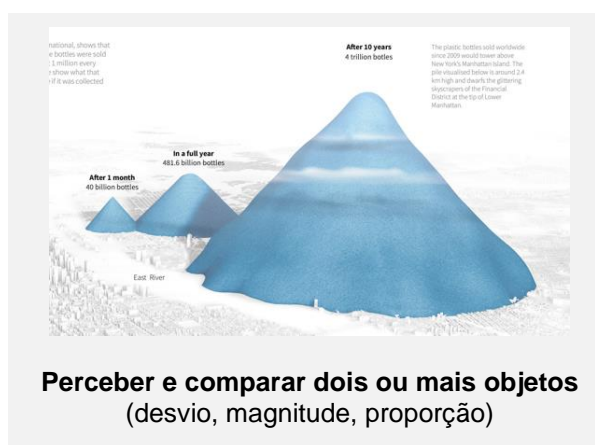 national, shows that
e bottles were sold
1 million every
show what that
if it was collected
After 10 years
4 trillion botles
The plastic bottles sold worldwide
since 2009 would tower above
New York's Manhattan Island. The
pile visualised below is around 2.4
km high and dwarfs the glittering
skyscrapers of the Financial
District at the tip of Lower
Manhattan.
In a full year
481.6 billion bottles
After 1 month
40 billion bottles
East River
Perceber e comparar dois ou mais objetos
(desvio, magnitude, proporção)